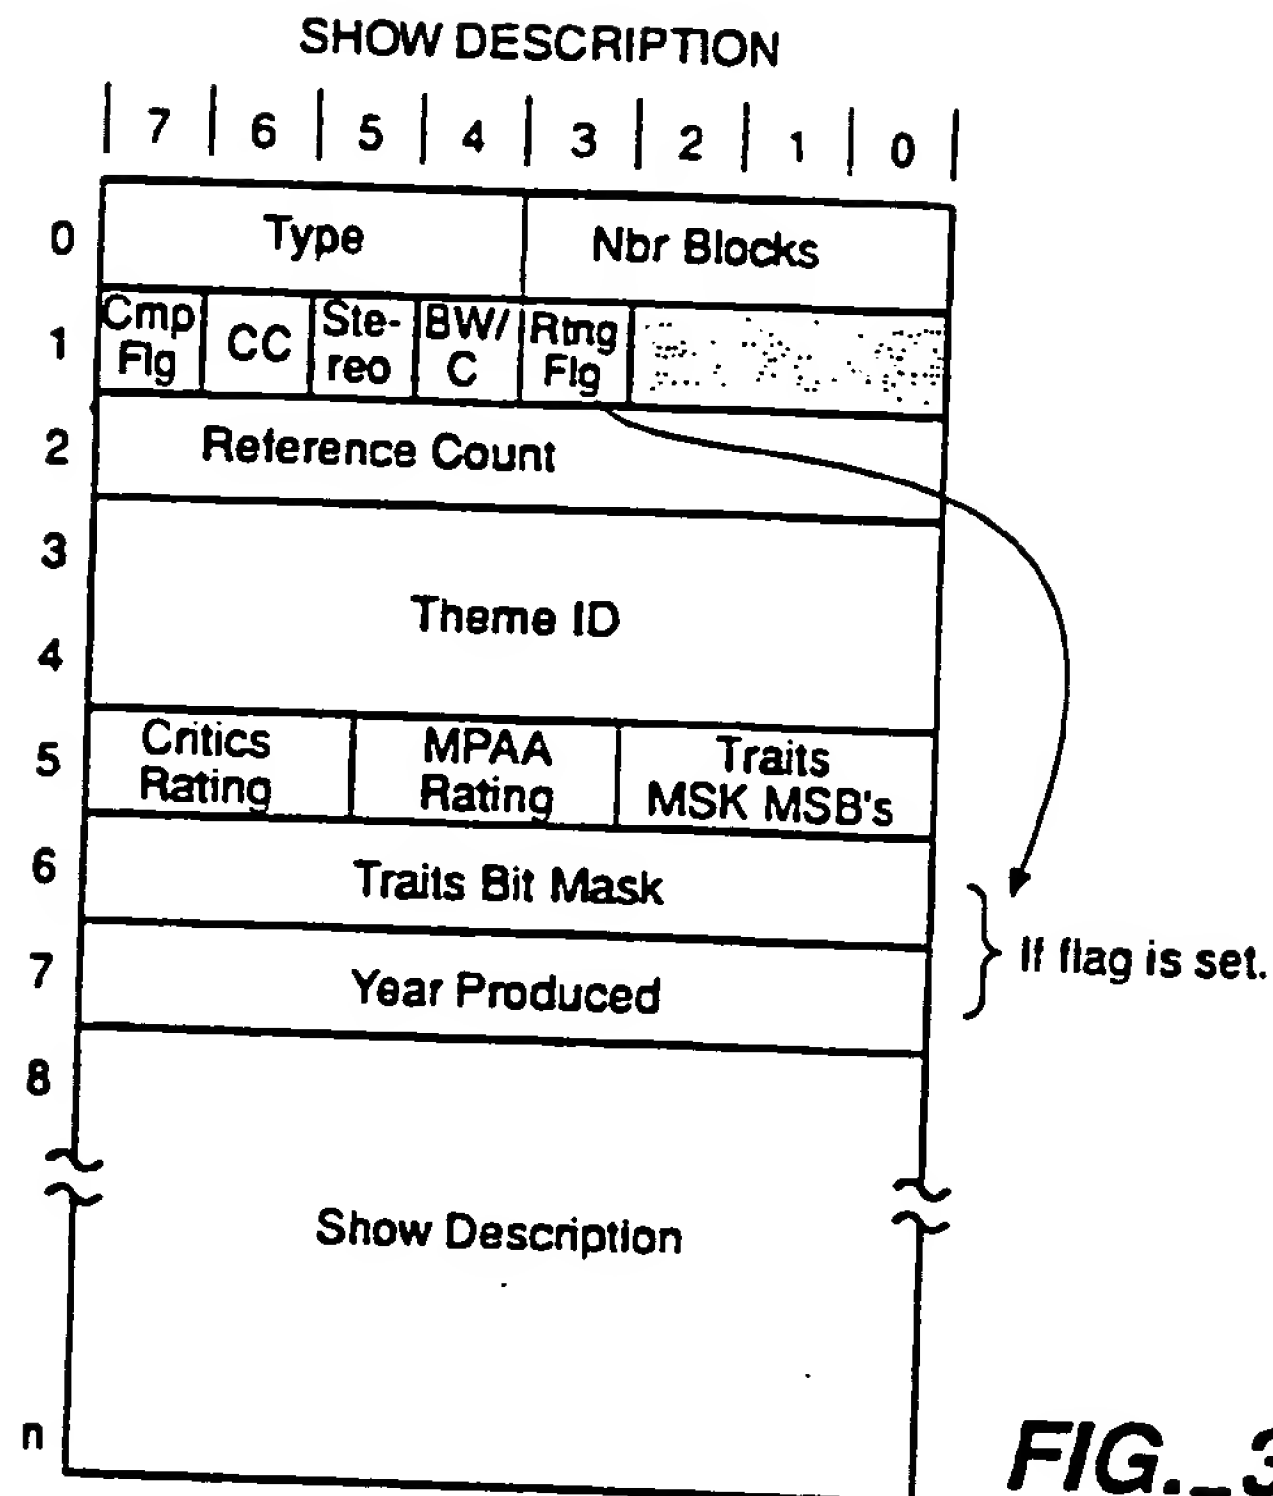 SHOW DESCRIPTION
7 6 5 4 3 2 1 0
0 Type Nbr Blocks
1 Cmp Flg CC Ste-reo BW/C Rtng Flg
2 Reference Count
3
Theme ID
4
5 Critics Rating MPAA Rating Traits MSK MSB's
6 Traits Bit Mask
7 Year Produced
If flag is set.
8
Show Description
n
FIG._3